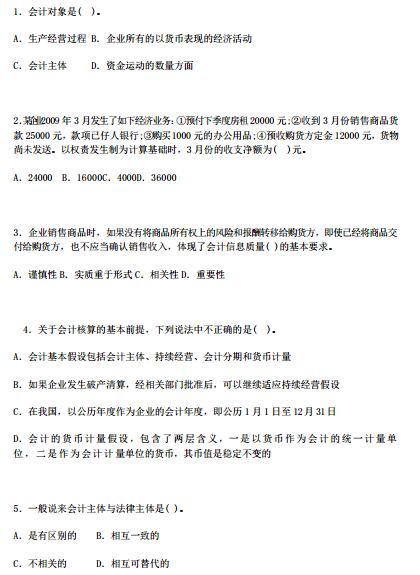 1. 会计对象是( )。
A. 生产经营过程 B. 企业所有的以货币表现的经济活动
C. 会计主体 D. 资金运动的数量方面
2.某企业2009 年 3 月发生了如下经济业务：①预付下季度房租 20000 元；②收到 3 月份销售商品货
款 25000 元，款项已仔人银行；③购买1000 元的办公用品；④预收购货方定金 12000 元，货物
尚未发送。以权责发生制为计算基础时，3 月份的收支净额为( )元。
A. 24000 B. 16000C. 4000D. 36000
3. 企业销售商品时，如果没有将商品所有权上的风险和报酬转移给购货方，即使已经将商品交
付给购货方，也不应当确认销售收入，体现了会计信息质量( )的基本要求。
A. 谨慎性 B. 实质重于形式 C. 相关性 D. 重要性
4. 关于会计核算的基本前提，下列说法中不正确的是( )。
A. 会计基本假设包括会计主体、持续经营、会计分期和货币计量
B. 如果企业发生破产清算，经相关部门批准后，可以继续适应持续经营假设
C. 在我国，以公历年度作为企业的会计年度，即公历 1 月 1 日至 12 月 31 日
D. 会计的货币计量假设，包含了两层含义，一是以货币作为会计的统一计量单
位，二是作为会计计量单位的货币，其币值是稳定不变的
5. 一般说来会计主体与法律主体是( )。
A. 是有区别的 B. 相互一致的
C. 不相关的 D. 相互可替代的